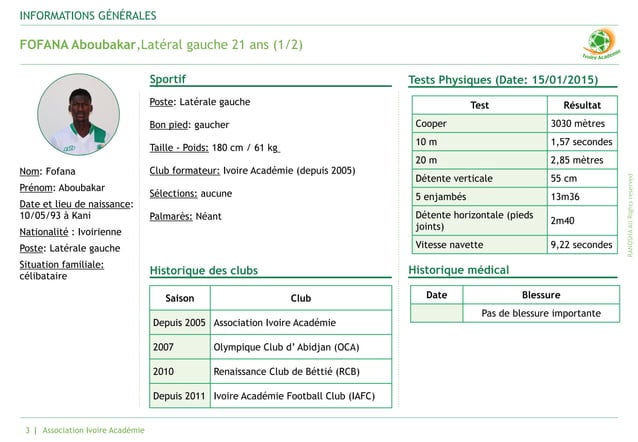 INFORMATIONS GÉNÉRALES
FOFANA Aboubakar,Latéral gauche 21 ans (1/2)
Ivoire Académie
Nom: Fofana
Prénom: Aboubakar
Date et lieu de naissance:
10/05/93 à Kani
Nationalité : Ivoirienne
Poste: Latérale gauche
Situation familiale:
célibataire
Sportif
Poste: Latérale gauche
Bon pied: gaucher
Taille - Poids: 180 cm / 61 kg
Club formateur: Ivoire Académie (depuis 2005)
Sélections: aucune
Palmarès: Néant
Historique des clubs
Saison Club
Depuis 2005 Association Ivoire Académie
2007 Olympique Club d’ Abidjan (OCA)
2010 Renaissance Club de Béttié (RCB)
Depuis 2011 Ivoire Académie Football Club (IAFC)
Tests Physiques (Date: 15/01/2015)
Test Résultat
Cooper 3030 mètres
10 m 1,57 secondes
20 m 2,85 mètres
Détente verticale 55 cm
5 enjambés 13m36
Détente horizontale (pieds
joints) 2m40
Vitesse navette 9,22 secondes
Historique médical
Date Blessure
Pas de blessure importante
All Rights reserved
3 | Association Ivoire Académie